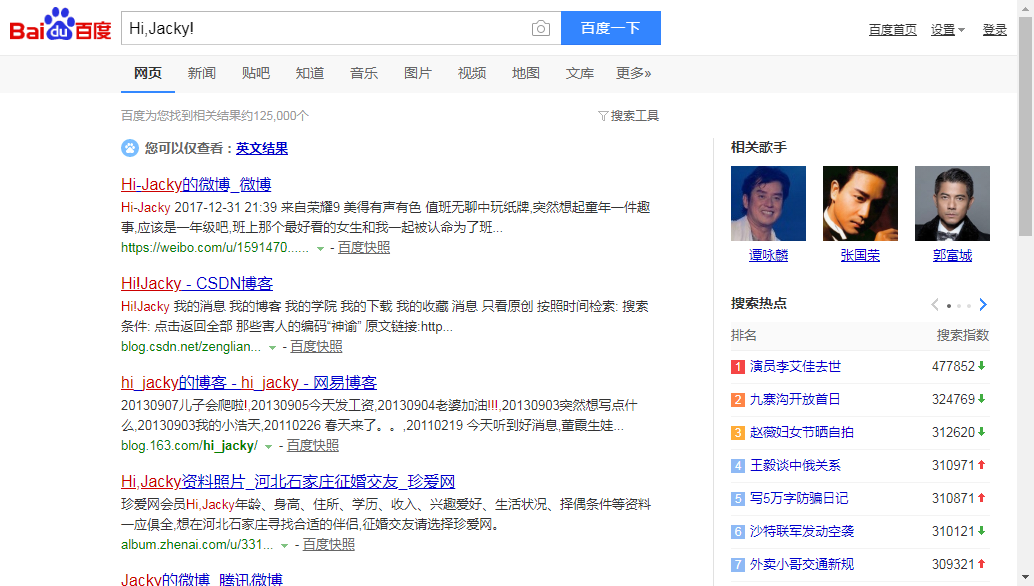 Bai du 百度
Hi,Jacky!
百度一下
百度首页 设置 登录
网页 新闻 贴吧 知道 音乐 图片 视频 地图 文库 更多»
百度为您找到相关结果约125,000个
搜索工具
您可以仅查看：英文结果
Hi-Jacky的微博_微博
Hi-Jacky 2017-12-31 21:39 来自荣耀9 美得有声有色 值班无聊中玩纸牌,突然想起童年一件趣
事,应该是一年级吧,班上那个最好看的女生和我一起被认命为了班...
https://weibo.com/u/1591470...... - 百度快照
Hi!Jacky - CSDN博客
Hi!Jacky 我的消息 我的博客 我的学院 我的下载 我的收藏 消息 只看原创 按照时间检索: 搜索
条件: 点击返回全部 那些害人的编码“神谕” 原文链接:http...
blog.csdn.net/zenglian... - 百度快照
hi_jacky的博客 - hi_jacky - 网易博客
20130907儿子会爬啦!,20130905今天发工资,20130904老婆加油!!!,20130903突然想写点什
么,20130903我的小浩天,20110226 春天来了。。,20110219 今天听到好消息,董霞生娃...
blog.163.com/hi_jacky/ - 百度快照
Hi,Jacky资料照片_河北石家庄征婚交友_珍爱网
珍爱网会员Hi,Jacky年龄、身高、住所、学历、收入、兴趣爱好、生活状况、择偶条件等资料
一应俱全,想在河北石家庄寻找合适的伴侣,征婚交友请选择珍爱网。
album.zhenai.com/u/331... - 百度快照
Jacky的微博_腾讯微博
相关歌手
谭咏麟 张国荣 郭富城
搜索热点
排名 搜索指数
1 演员李艾佳去世 477852
2 九寨沟开放首日 324769
3 赵薇妇女节晒自拍 312620
4 王毅谈中俄关系 310971
5 写5万字防骗日记 310871
6 沙特联军发动空袭 310121
7 外卖小哥交通新规 309321